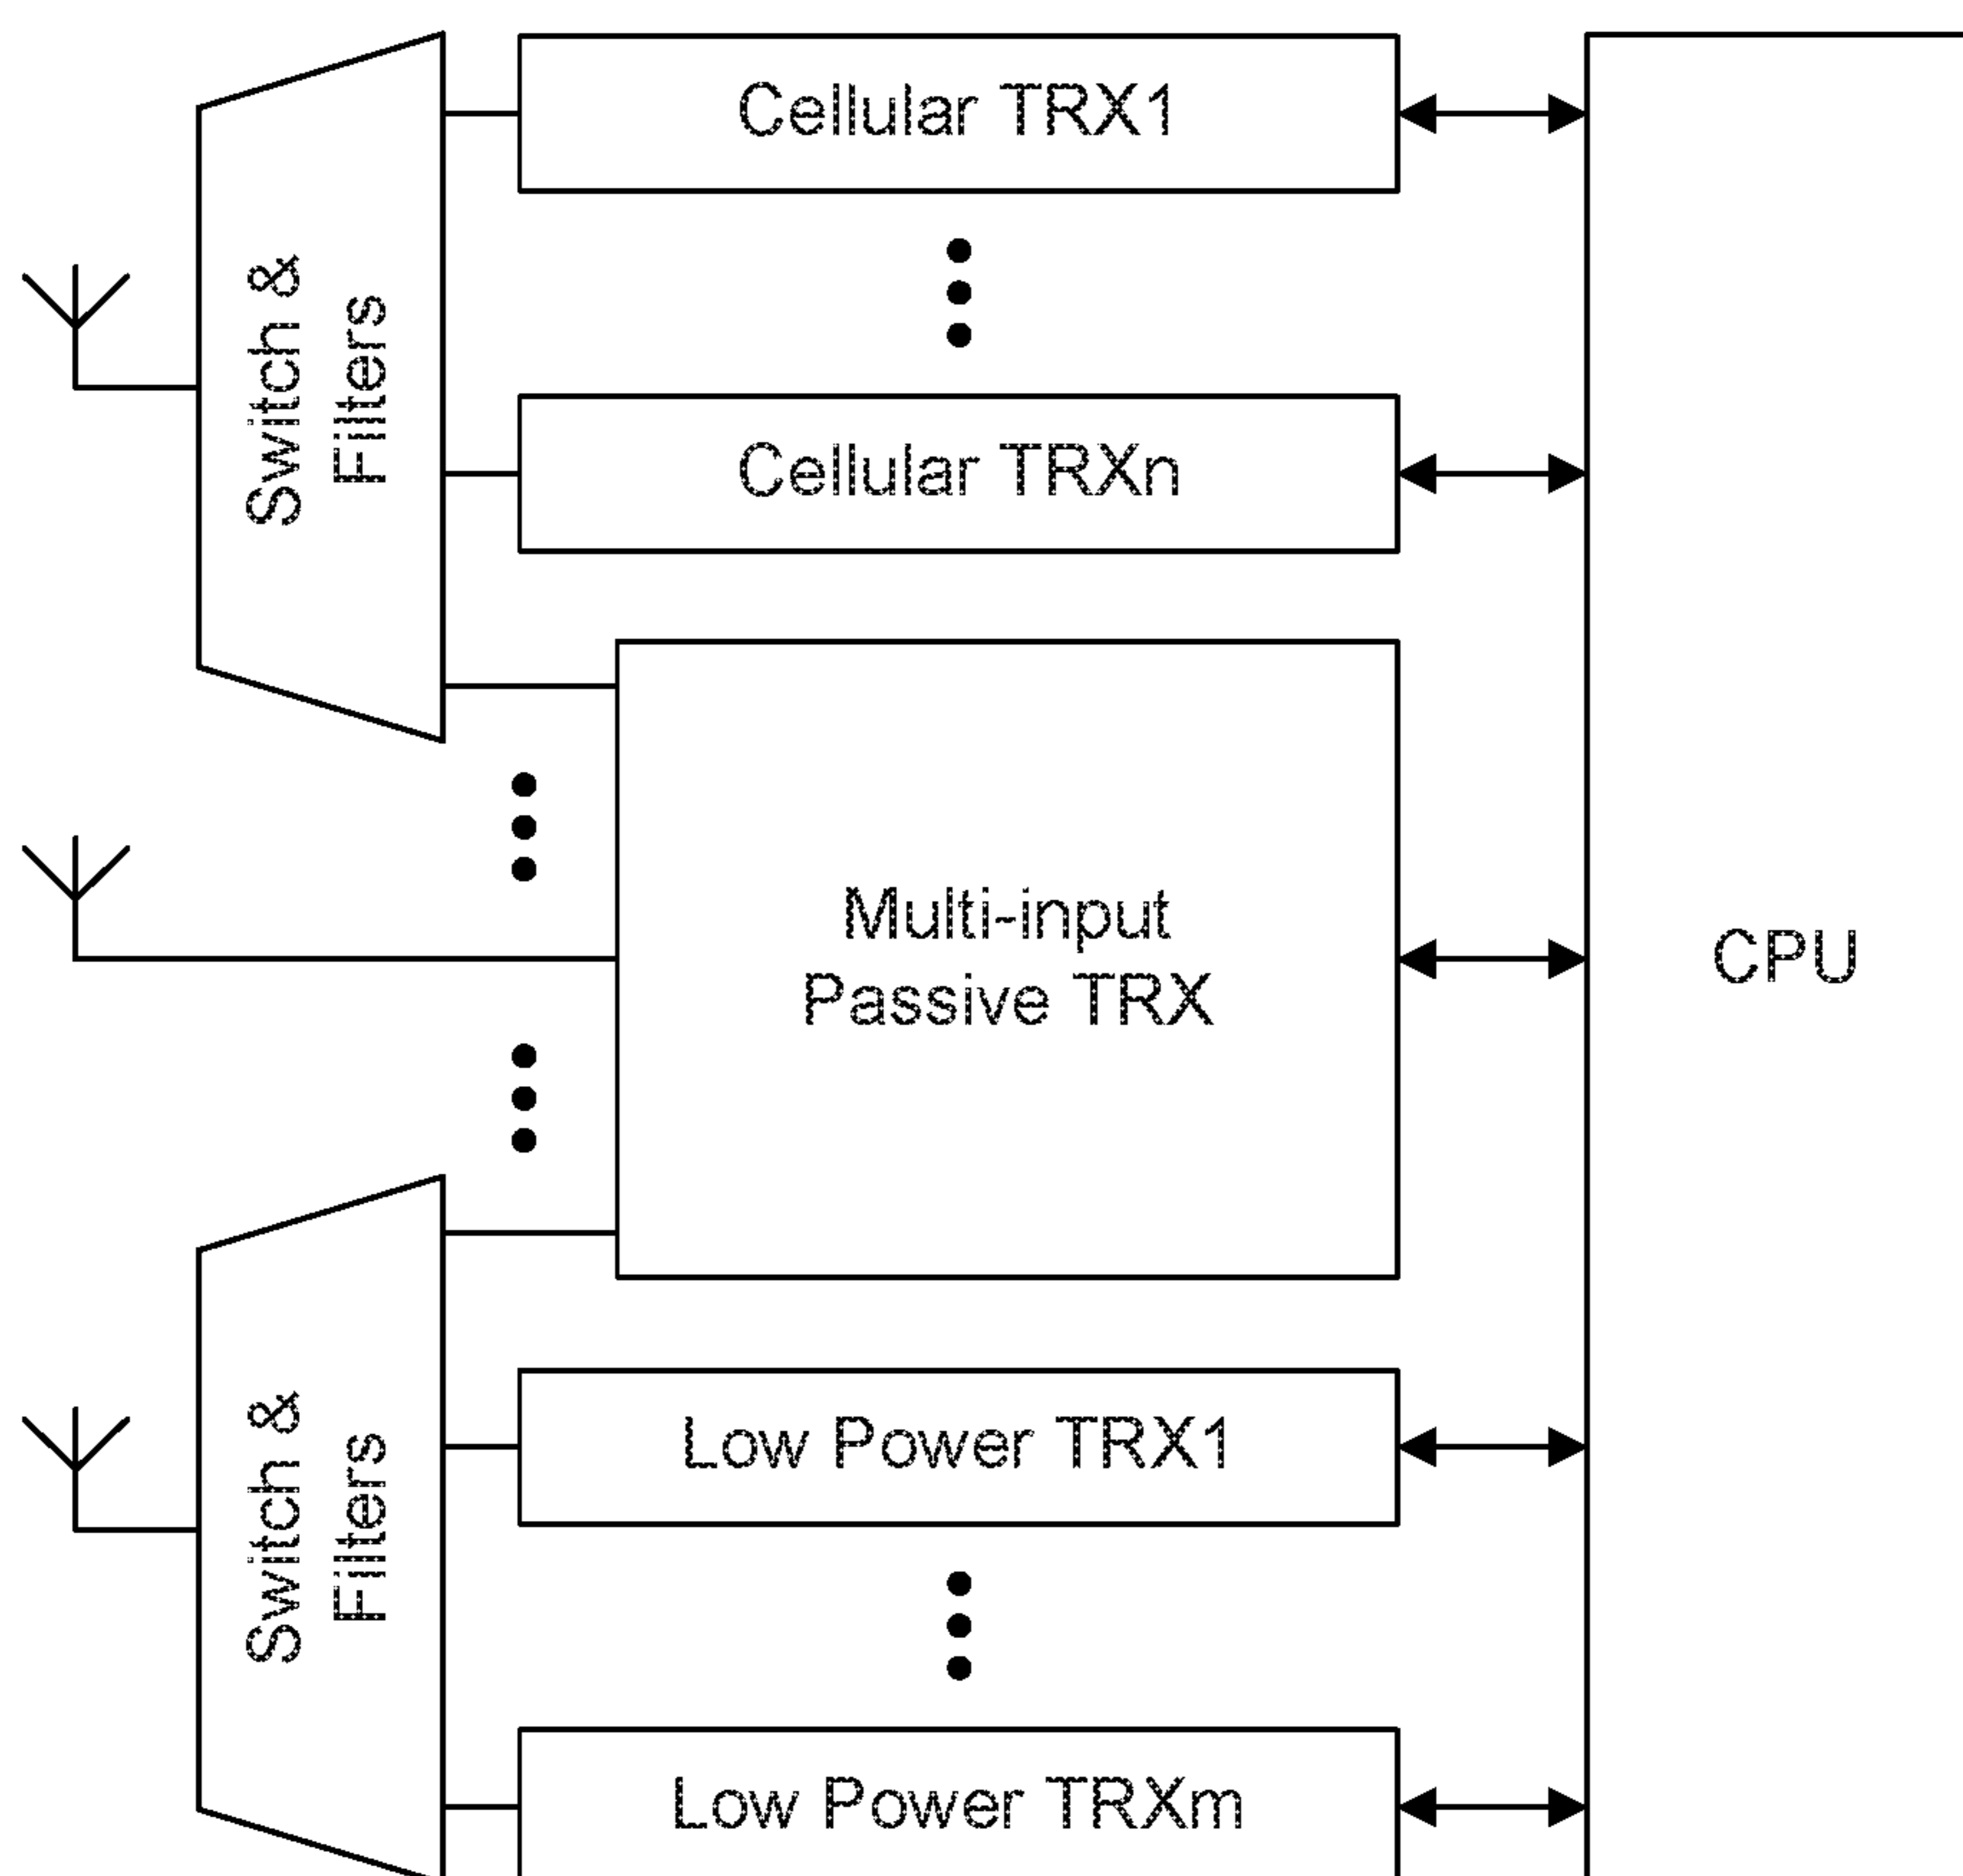 Cellular TRX1
Switch &
Filters
Cellular TRXn
Multi-input
Passive TRX
CPU
Switch &
Filters
Low Power TRX1
Low Power TRXm